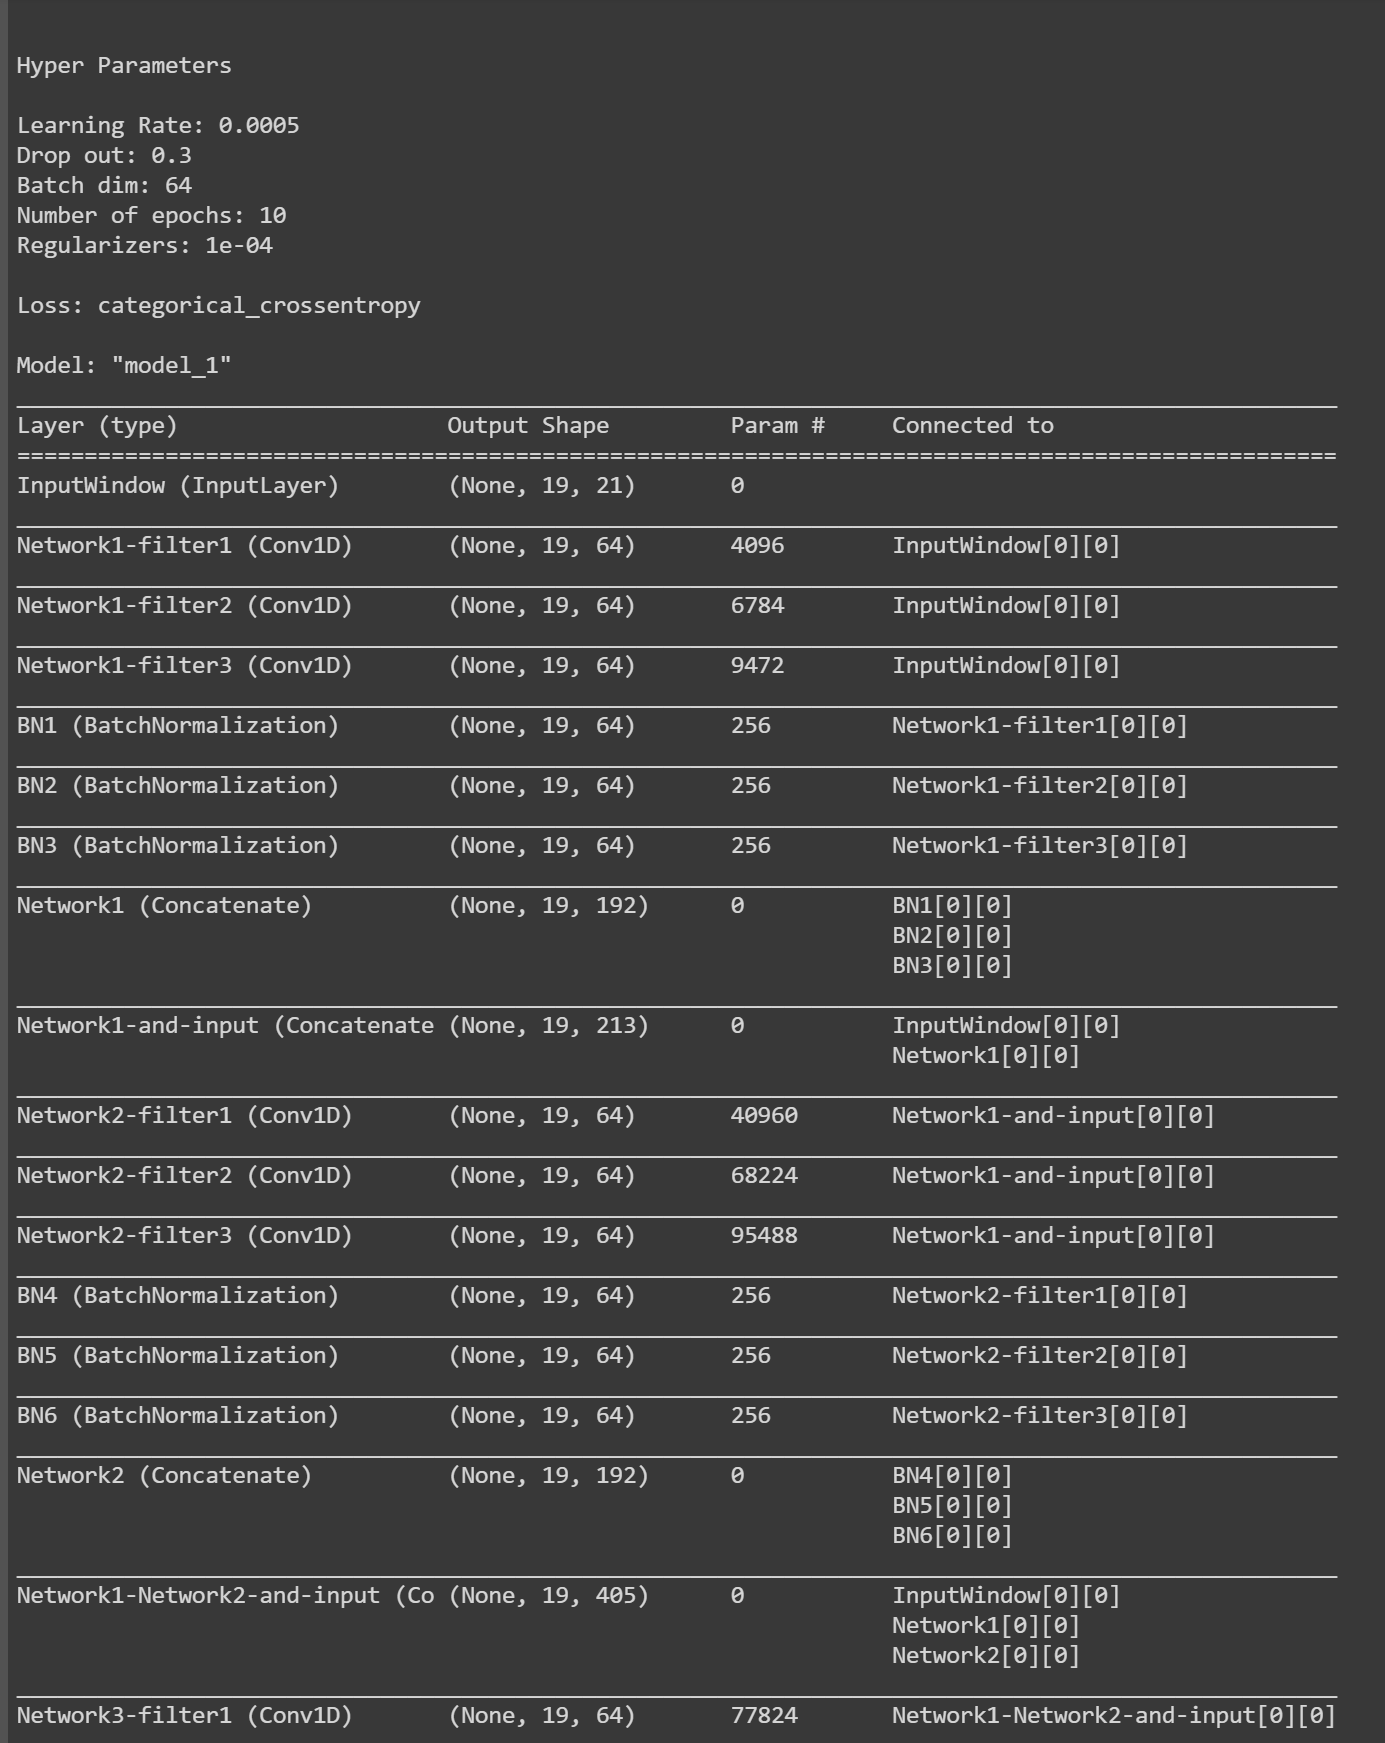 Hyper Parameters
Learning Rate: 0.0005
Drop out: 0.3
Batch dim: 64
Number of epochs: 10
Regularizers: 1e-04
Loss: categorical_crossentropy
Model: "model_1"
Layer (type) Output Shape Param # Connected to
==================================================================================================
InputWindow (InputLayer) (None, 19, 21) 0
Network1-filter1 (Conv1D) (None, 19, 64) 4096 InputWindow[0][0]
Network1-filter2 (Conv1D) (None, 19, 64) 6784 InputWindow[0][0]
Network1-filter3 (Conv1D) (None, 19, 64) 9472 InputWindow[0][0]
BN1 (BatchNormalization) (None, 19, 64) 256 Network1-filter1[0][0]
BN2 (BatchNormalization) (None, 19, 64) 256 Network1-filter2[0][0]
BN3 (BatchNormalization) (None, 19, 64) 256 Network1-filter3[0][0]
Network1 (Concatenate) (None, 19, 192) 0 BN1[0][0]
BN2[0][0]
BN3[0][0]
Network1-and-input (Concatenate (None, 19, 213) 0 InputWindow[0][0]
Network1[0][0]
Network2-filter1 (Conv1D) (None, 19, 64) 40960 Network1-and-input[0][0]
Network2-filter2 (Conv1D) (None, 19, 64) 68224 Network1-and-input[0][0]
Network2-filter3 (Conv1D) (None, 19, 64) 95488 Network1-and-input[0][0]
BN4 (BatchNormalization) (None, 19, 64) 256 Network2-filter1[0][0]
BN5 (BatchNormalization) (None, 19, 64) 256 Network2-filter2[0][0]
BN6 (BatchNormalization) (None, 19, 64) 256 Network2-filter3[0][0]
Network2 (Concatenate) (None, 19, 192) 0 BN4[0][0]
BN5[0][0]
BN6[0][0]
Network1-Network2-and-input (Co (None, 19, 405) 0 InputWindow[0][0]
Network1[0][0]
Network2[0][0]
Network3-filter1 (Conv1D) (None, 19, 64) 77824 Network1-Network2-and-input[0][0]